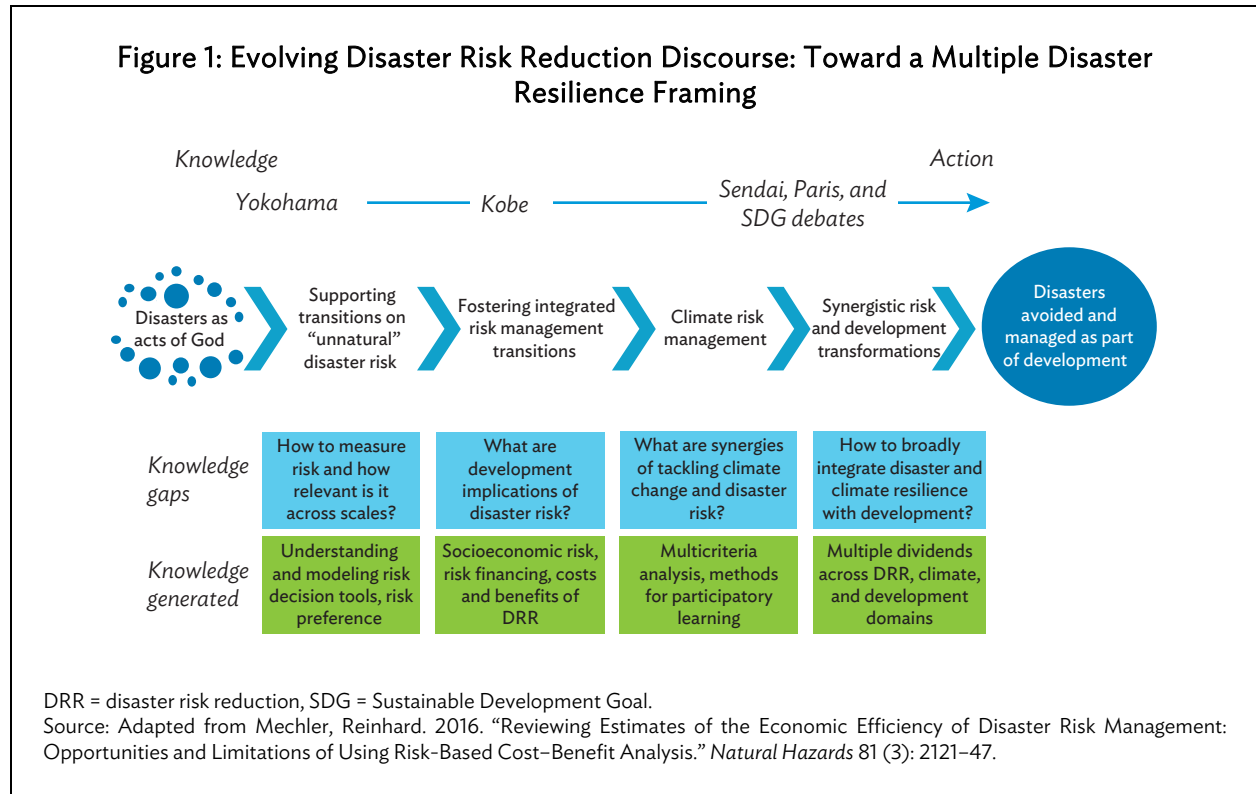 Figure 1: Evolving Disaster Risk Reduction Discourse: Toward a Multiple Disaster
Resilience Framing
Knowledge
Action
Yokohama
Kobe
Sendai, Paris, and
SDG debates
Disasters as
acts of God
Supporting
transitions on
“unnatural”
disaster risk
Fostering integrated
risk management
transitions
Climate risk
management
Synergistic risk
and development
transformations
Disasters
avoided and
managed as part
of development
Knowledge
gaps
How to measure
risk and how
relevant is it
across scales?
What are
development
implications of
disaster risk?
What are synergies
of tackling climate
change and disaster
risk?
How to broadly
integrate disaster and
climate resilience
with development?
Knowledge
generated
Understanding
and modeling risk
decision tools, risk
preference
Socioeconomic risk,
risk financing, costs
and benefits of
DRR
Multicriteria
analysis, methods
for participatory
learning
Multiple dividends
across DRR, climate,
and development
domains
DRR = disaster risk reduction, SDG = Sustainable Development Goal.
Source: Adapted from Mechler, Reinhard. 2016. “Reviewing Estimates of the Economic Efficiency of Disaster Risk Management:
Opportunities and Limitations of Using Risk-Based Cost–Benefit Analysis.” Natural Hazards 81 (3): 2121–47.